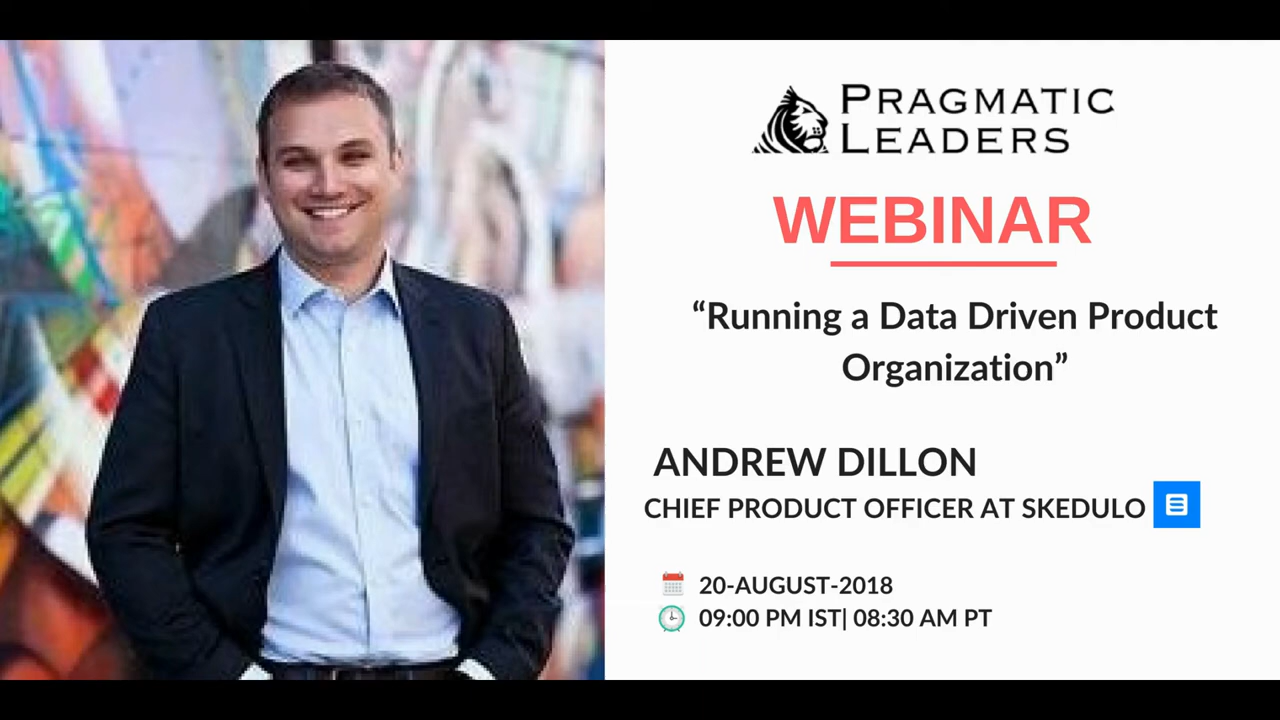 PRAGMATIC
LEADERS
WEBINAR
“Running a Data Driven Product
Organization”
ANDREW DILLON
CHIEF PRODUCT OFFICER AT SKEDULO
20-AUGUST-2018
09:00 PM IST| 08:30 AM PT